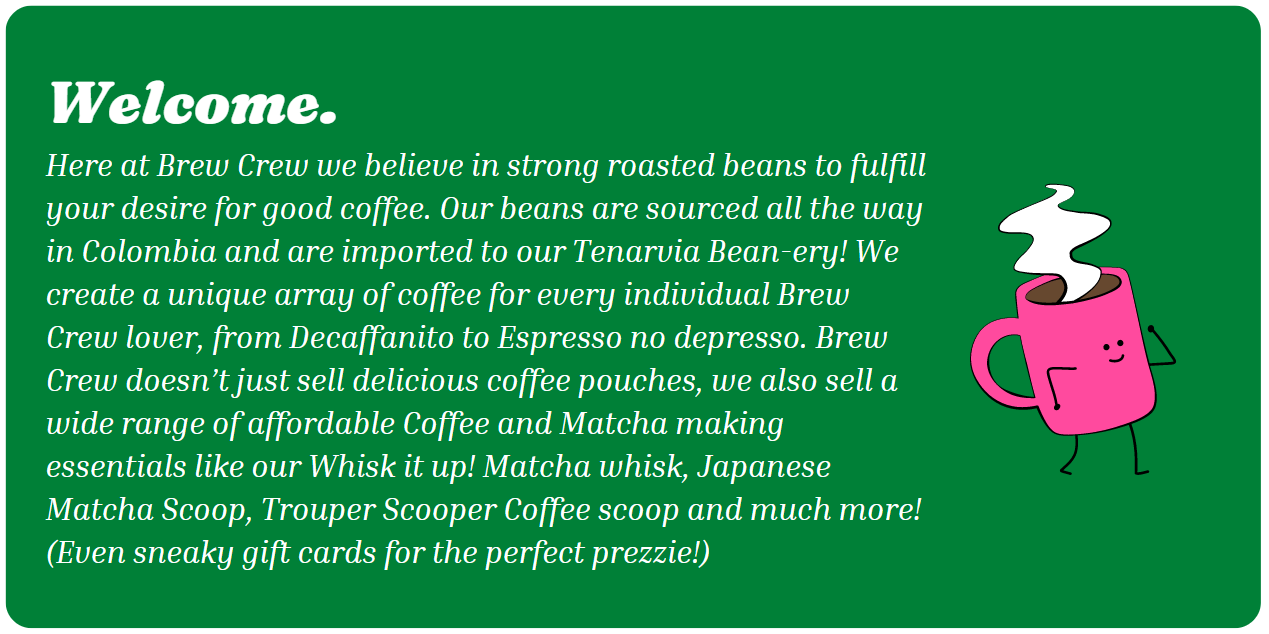 Welcome.
Here at Brew Crew we believe in strong roasted beans to fulfill
your desire for good coffee. Our beans are sourced all the way
in Colombia and are imported to our Tenarvia Bean-ery! We
create a unique array of coffee for every individual Brew
Crew lover, from Decaffanito to Espresso no depresso. Brew
Crew doesn’t just sell delicious coffee pouches, we also sell a
wide range of affordable Coffee and Matcha making
essentials like our Whisk it up! Matcha whisk, Japanese
Matcha Scoop, Trouper Scooper Coffee scoop and much more!
(Even sneaky gift cards for the perfect prezzie!)